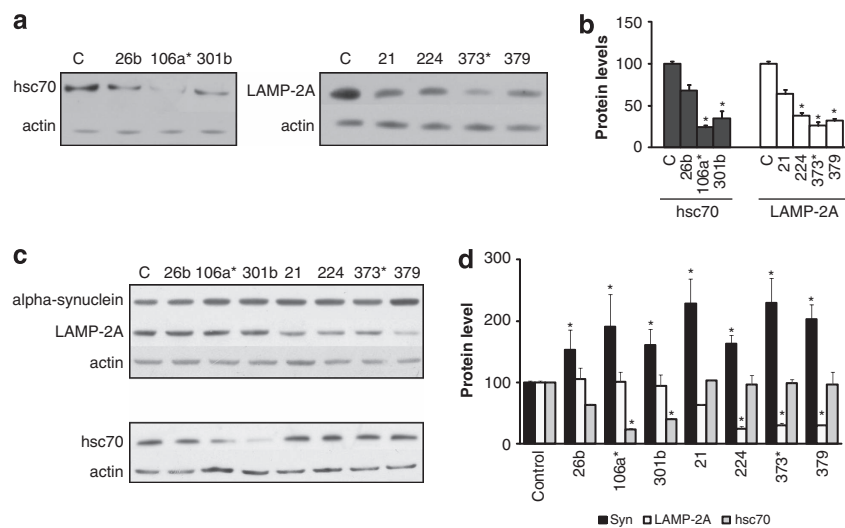 a
C 26b 106a* 301b
hsc70
actin
C 21 224 373* 379
LAMP-2A
actin
b
Protein levels
150
100
50
0
* * * * *
C 26b 106a* 301b C 21 224 373* 379
hsc70 LAMP-2A
c
C 26b 106a* 301b 21 224 373* 379
alpha-synuclein
LAMP-2A
actin
hsc70
actin
d
Protein level
300
200
100
0
* * * * * * *
* * * * *
Control 26b 106a* 301b 21 224 373* 379
Syn LAMP-2A hsc70